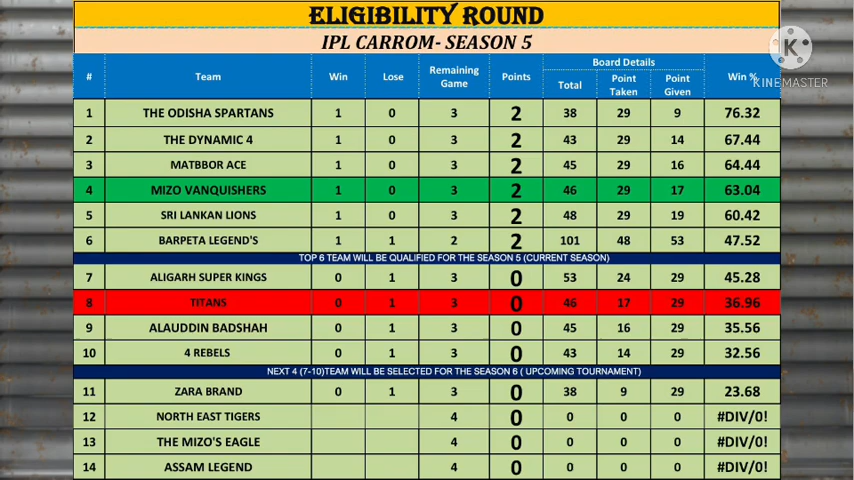 ELIGIBILITY ROUND
IPL CARROM- SEASON 5
K
KINEMASTER
# Team Win Lose Remaining Game Points Board Details Total Point Taken Point Given Win %
1 THE ODISHA SPARTANS 1 0 3 2 38 29 9 76.32
2 THE DYNAMIC 4 1 0 3 2 43 29 14 67.44
3 MATBBOR ACE 1 0 3 2 45 29 16 64.44
4 MIZO VANQUISHERS 1 0 3 2 46 29 17 63.04
5 SRI LANKAN LIONS 1 0 3 2 48 29 19 60.42
6 BARPETA LEGEND'S 1 1 2 2 101 48 53 47.52
TOP 6 TEAM WILL BE QUALIFIED FOR THE SEASON 5 (CURRENT SEASON)
7 ALIGARH SUPER KINGS 0 1 3 0 53 24 29 45.28
8 TITANS 0 1 3 0 46 17 29 36.96
9 ALAUDDIN BADSHAH 0 1 3 0 45 16 29 35.56
10 4 REBELS 0 1 3 0 43 14 29 32.56
NEXT 4 (7-10)TEAM WILL BE SELECTED FOR THE SEASON 6 ( UPCOMING TOURNAMENT)
11 ZARA BRAND 0 1 3 0 38 9 29 23.68
12 NORTH EAST TIGERS 4 0 0 0 0 #DIV/0!
13 THE MIZO'S EAGLE 4 0 0 0 0 #DIV/0!
14 ASSAM LEGEND 4 0 0 0 0 #DIV/0!